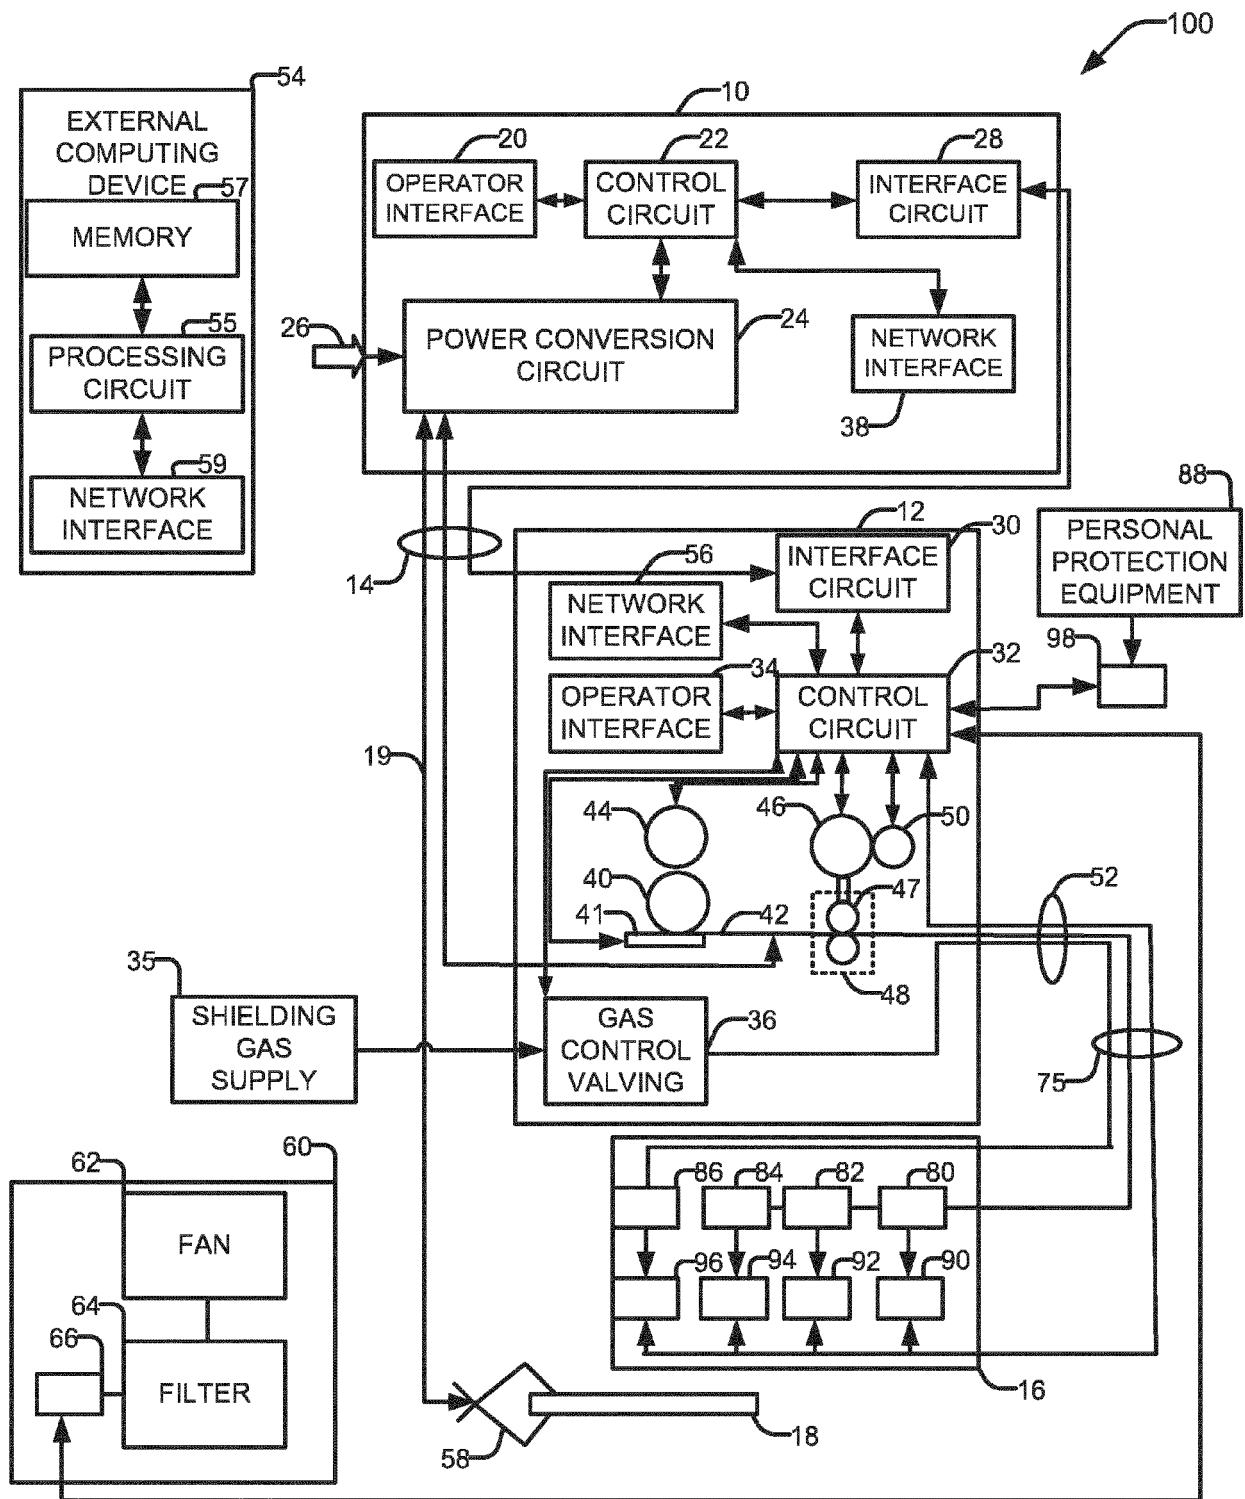 100
54
EXTERNAL
COMPUTING
DEVICE
57
MEMORY
55
PROCESSING
CIRCUIT
59
NETWORK
INTERFACE
10
20
OPERATOR
INTERFACE
22
CONTROL
CIRCUIT
28
INTERFACE
CIRCUIT
26
POWER CONVERSION
CIRCUIT
24
NETWORK
INTERFACE
38
14
12
30
INTERFACE
CIRCUIT
56
NETWORK
INTERFACE
88
PERSONAL
PROTECTION
EQUIPMENT
98
34
OPERATOR
INTERFACE
32
CONTROL
CIRCUIT
19
44
46
50
40
41
42
47
48
52
35
SHIELDING
GAS
SUPPLY
GAS
CONTROL
VALVING
36
75
62
60
FAN
64
66
FILTER
86
84
82
80
96
94
92
90
16
58
18